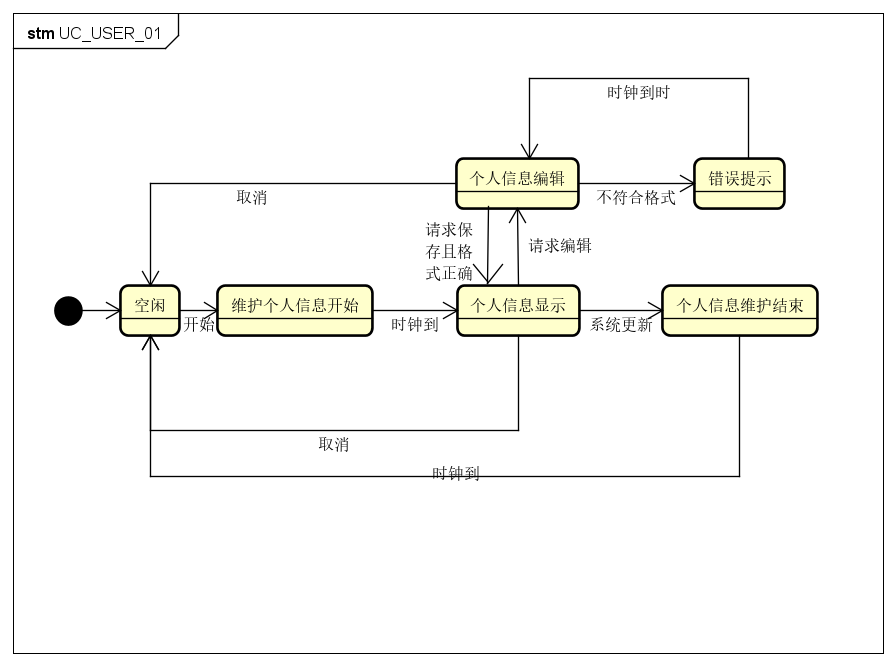 stm UC_USER_01
时钟到时
个人信息编辑
不符合格式
错误提示
取消
请求保
存且格
式正确
请求编辑
空闲
开始
维护个人信息开始
时钟到
个人信息显示
系统更新
个人信息维护结束
取消
时钟到